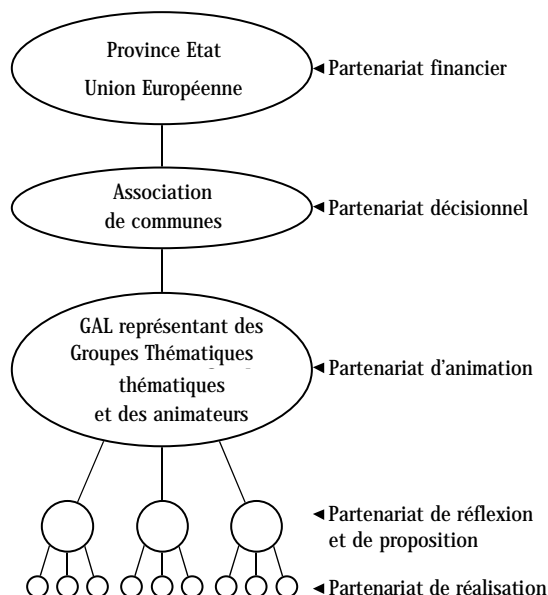 Province Etat
Union Européenne
◄ Partenariat financier
Association
de communes
◄ Partenariat décisionnel
GAL représentant des
Groupes Thématiques
thématiques
et des animateurs
◄ Partenariat d'animation
◄ Partenariat de réflexion
et de proposition
◄ Partenariat de réalisation